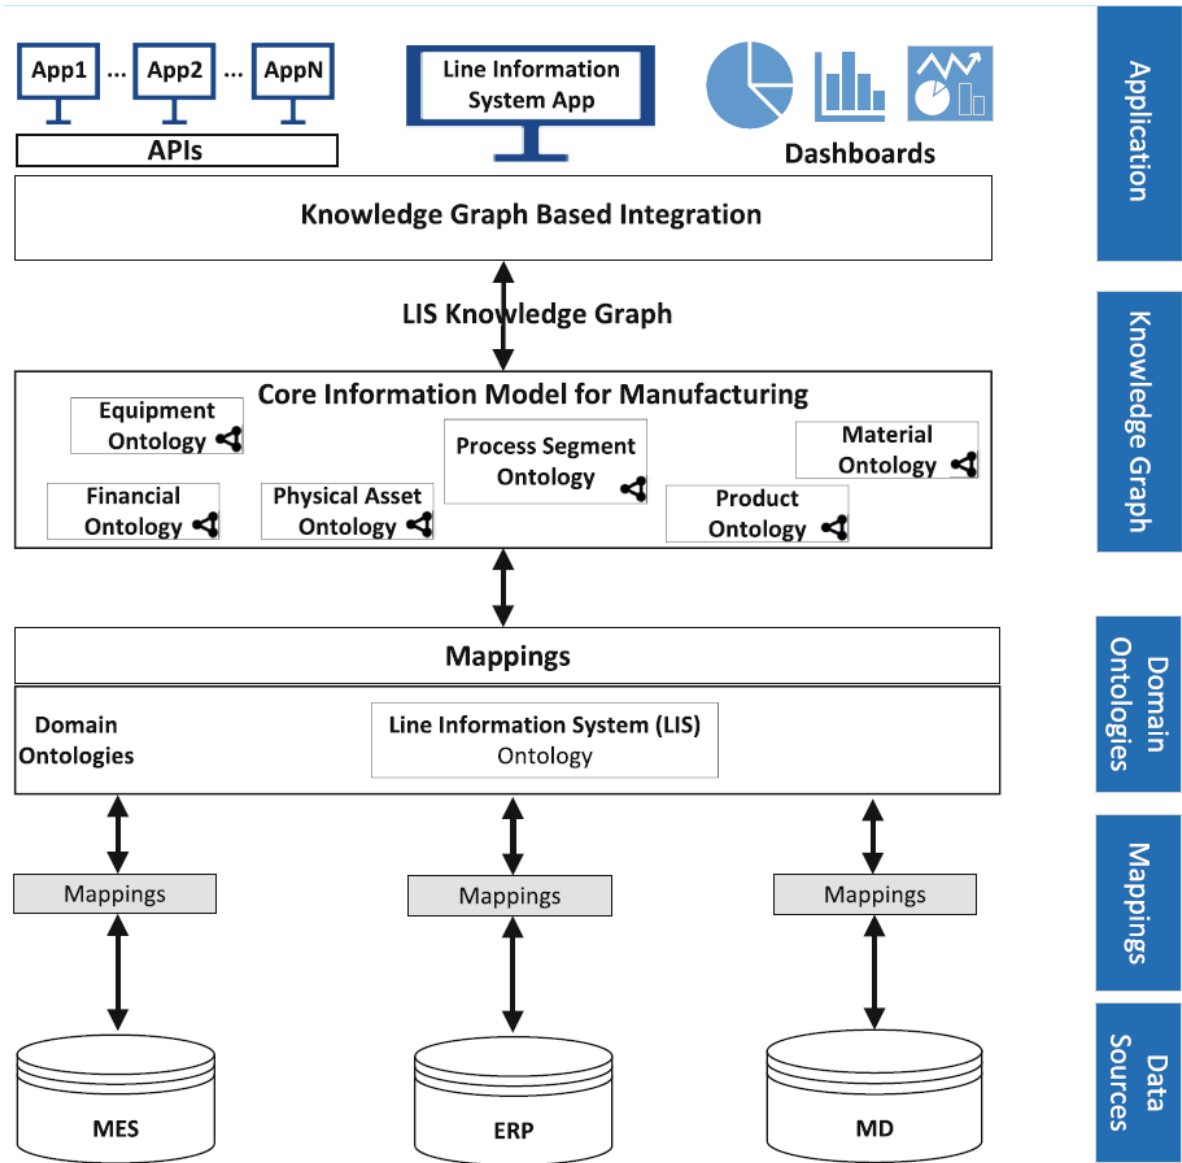 App1 ... App2 ... AppN
APIs
Line Information
System App
Dashboards
Application
Knowledge Graph Based Integration
LIS Knowledge Graph
Knowledge Graph
Core Information Model for Manufacturing
Equipment
Ontology
Process Segment
Ontology
Material
Ontology
Financial
Ontology
Physical Asset
Ontology
Product
Ontology
Mappings
Domain
Ontologies
Line Information System (LIS)
Ontology
Domain
Ontologies
Mappings
Mappings
Mappings
Mappings
MES
ERP
MD
Data
Sources